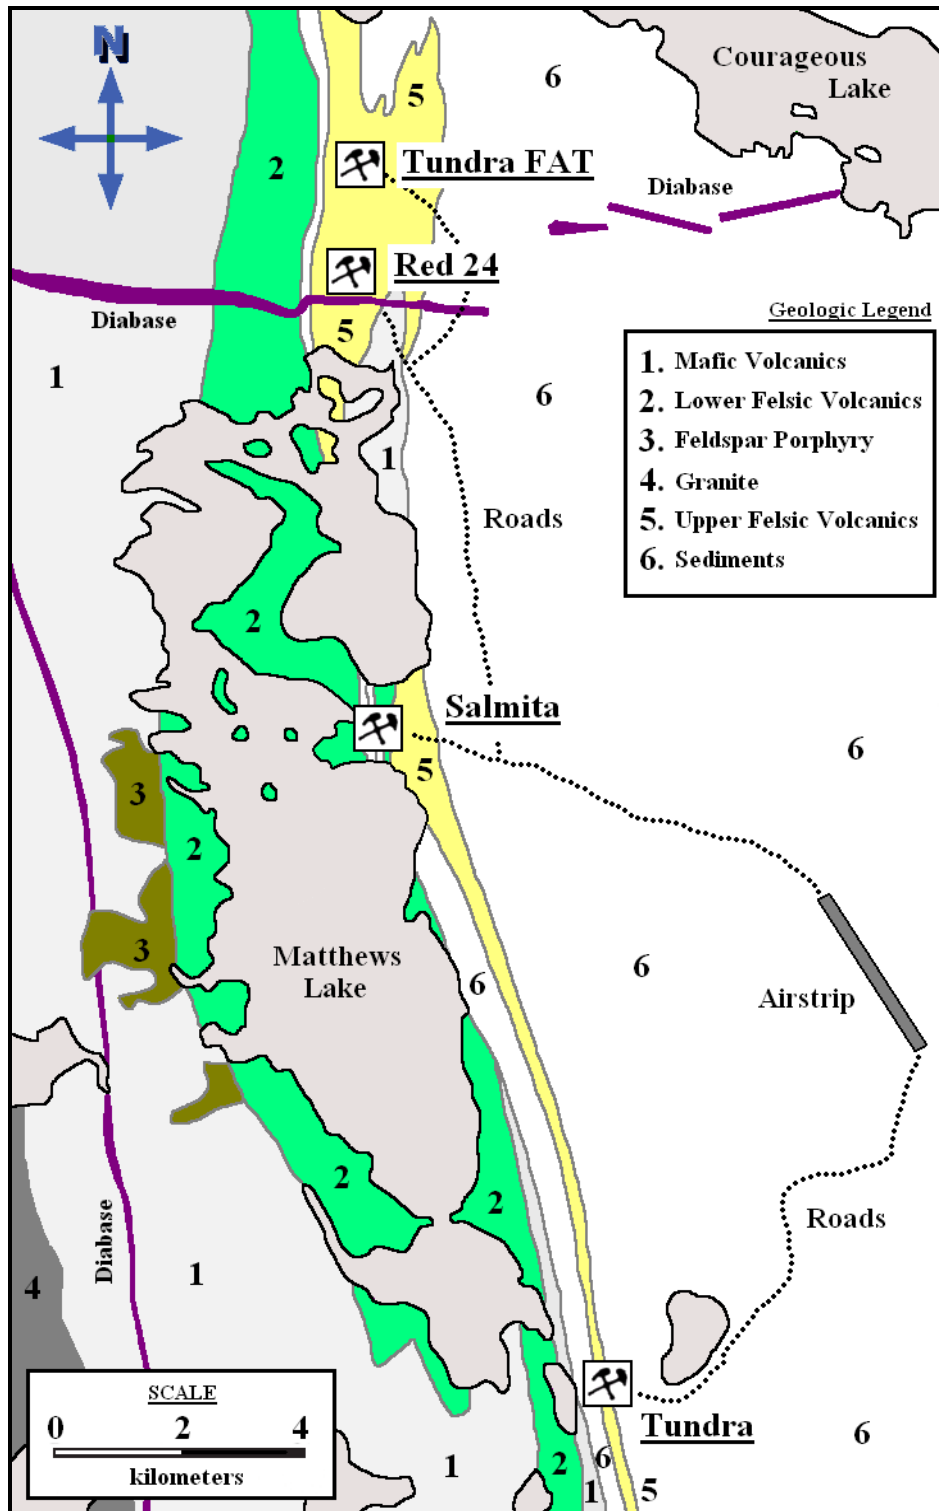 N
Courageous
Lake
6
5
2
Tundra FAT
Diabase
Red 24
Diabase
5
Geologic Legend
1. Mafic Volcanics
2. Lower Felsic Volcanics
3. Feldspar Porphyry
4. Granite
5. Upper Felsic Volcanics
6. Sediments
1
6
1
Roads
2
Salmita
6
5
3
2
3
Matthews
Lake
6
6
Airstrip
2
2
Roads
Diabase
1
4
SCALE
0 2 4
kilometers
Tundra
6
1
2
6
1
5